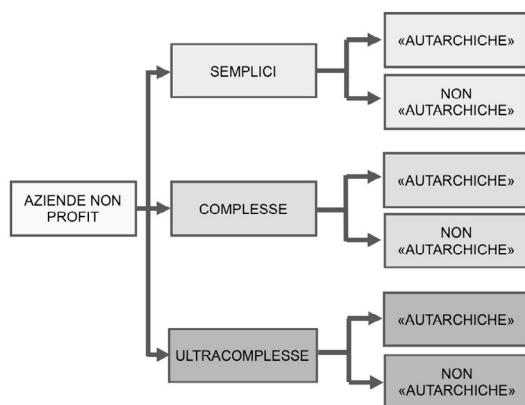 «AUTARCHICHE»
SEMPLICI
NON
«AUTARCHICHE»
«AUTARCHICHE»
AZIENDE NON
PROFIT
COMPLESSE
NON
«AUTARCHICHE»
«AUTARCHICHE»
ULTRACOMPLESSE
NON
«AUTARCHICHE»